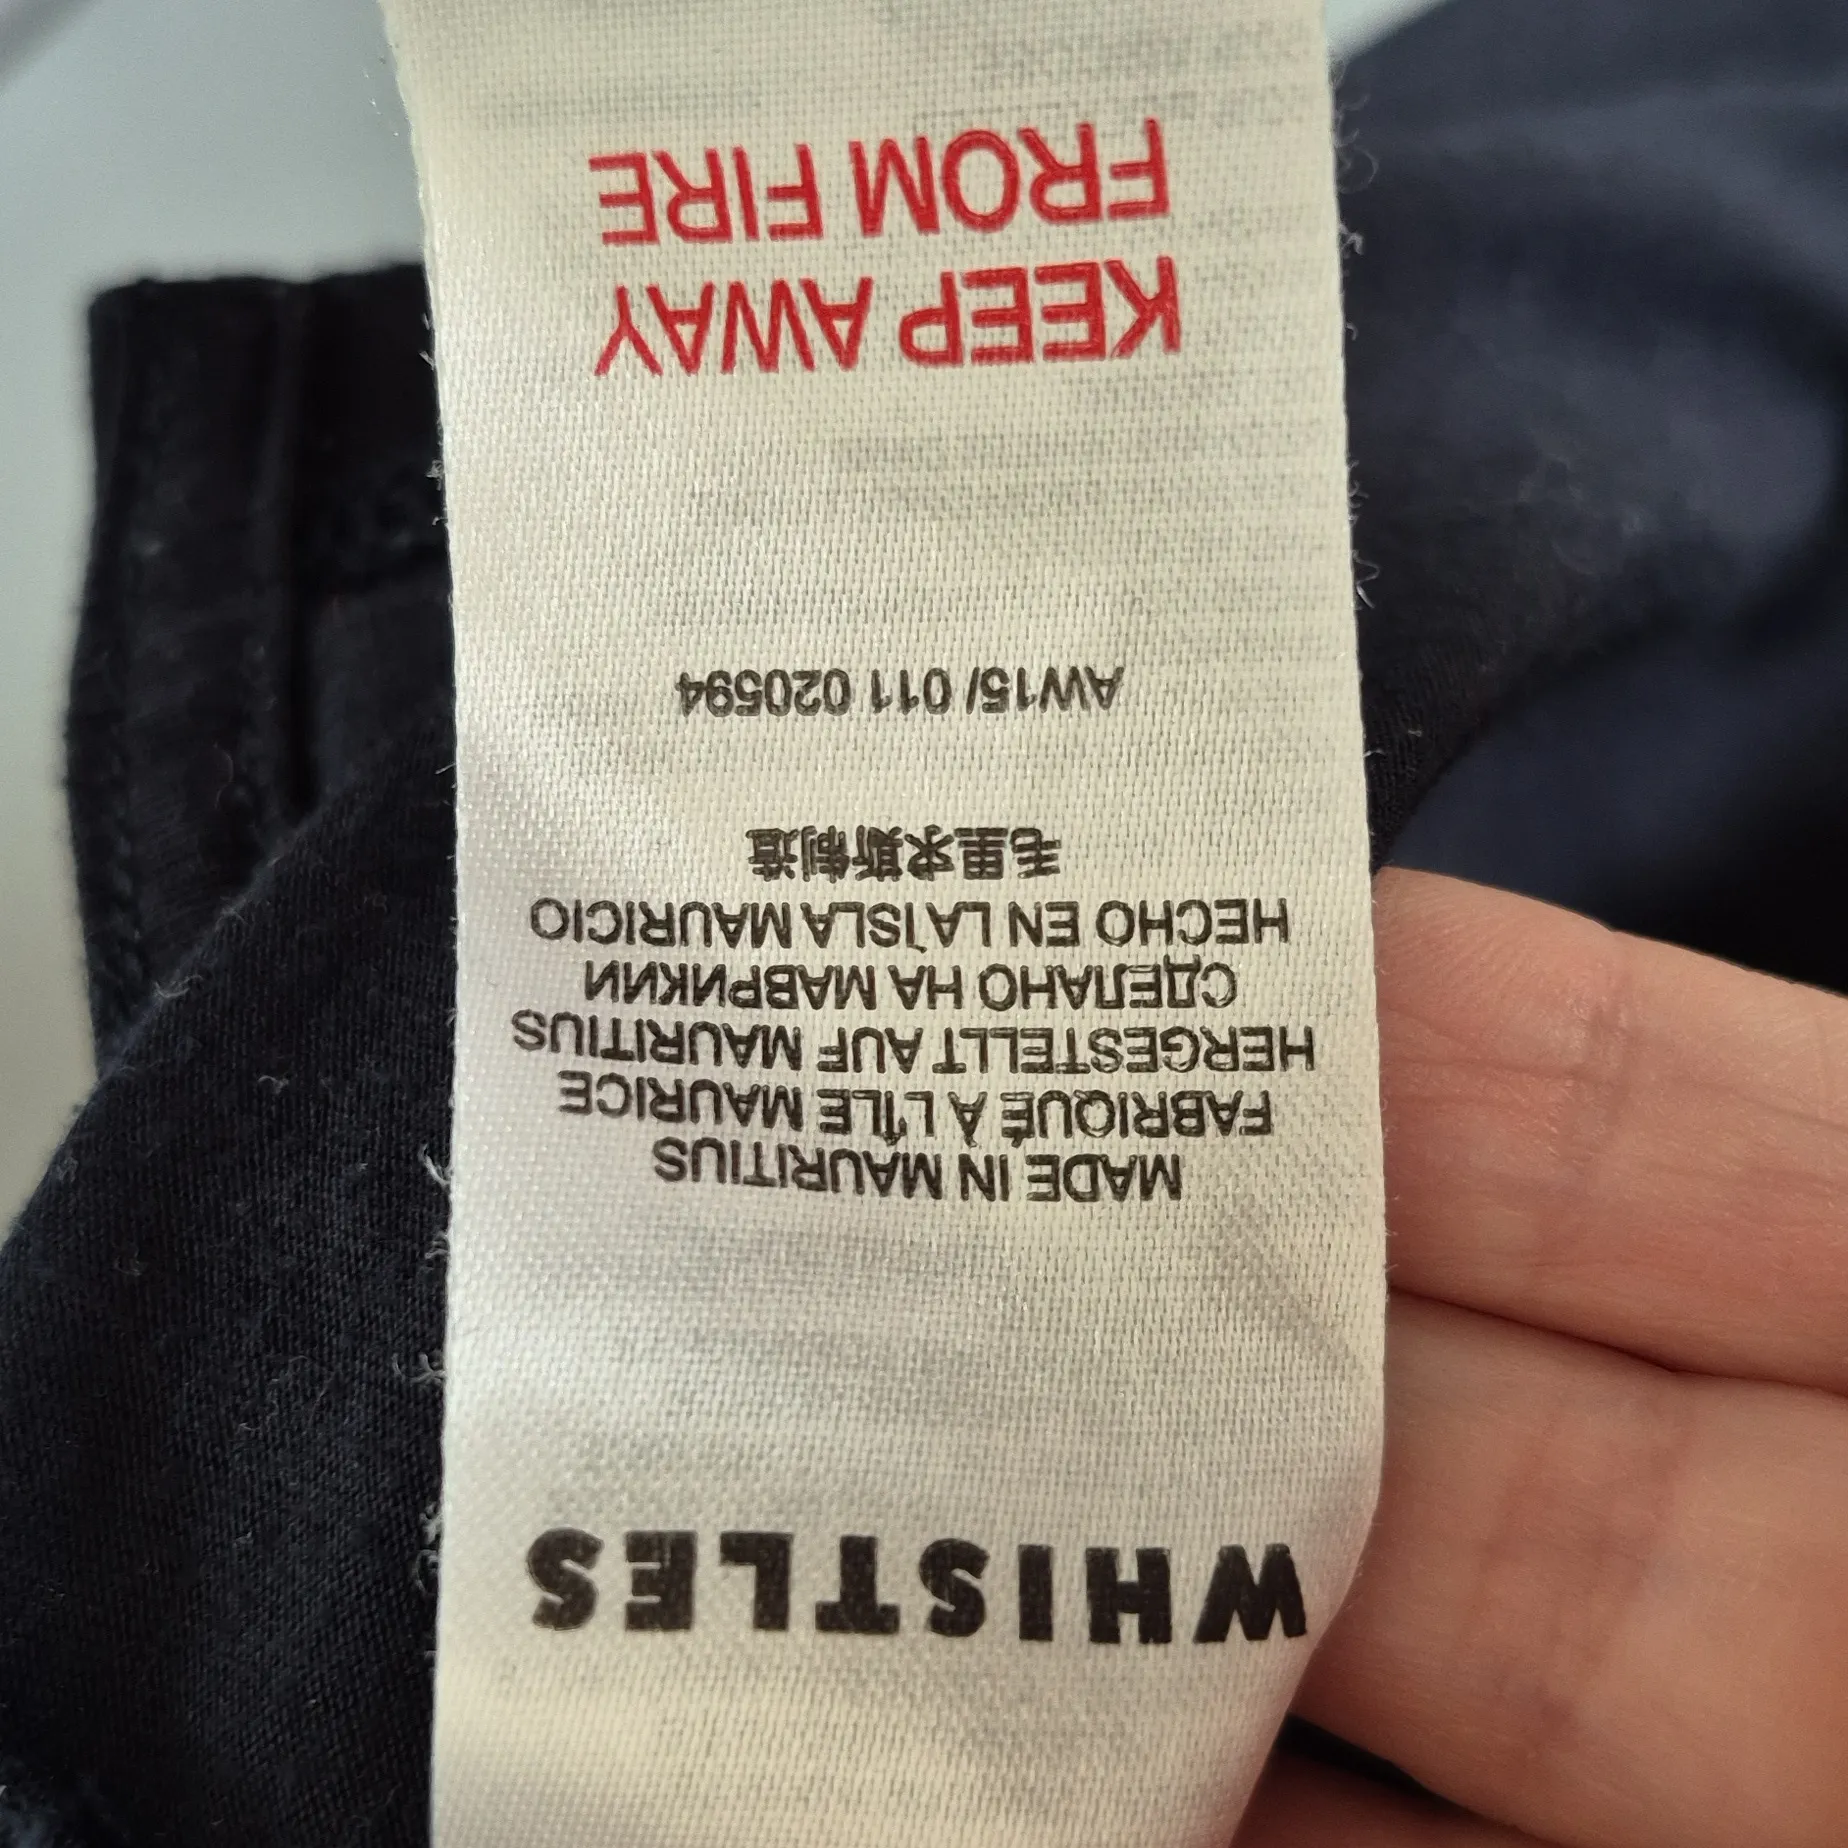 WHISTLES
MADE IN MAURITIUS
FABRIQUÉ À L'ÎLE MAURICE
HERGESTELLT AUF MAURITIUS
СДЕЛАНО НА МАВРИКИИ
HECHO EN LA ISLA MAURICIO
毛里求斯制造
AW15/ 011 020594
KEEP AWAY
FROM FIRE